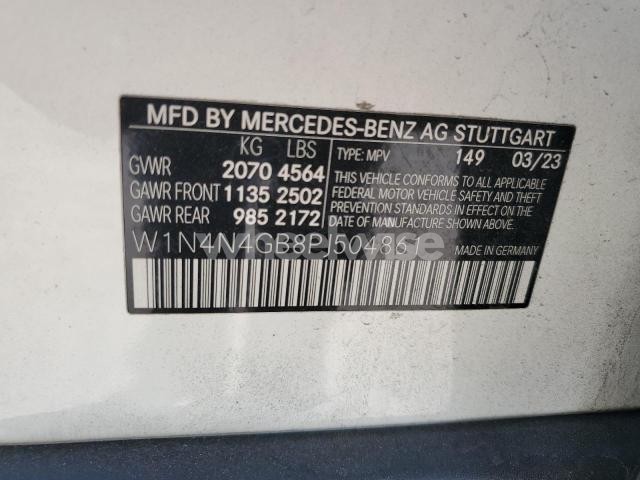 MFD BY MERCEDES-BENZ AG STUTTGART
KG LBS
GVWR 2070 4564
GAWR FRONT 1135 2502
GAWR REAR 985 2172
TYPE: MPV 149 03/23
THIS VEHICLE CONFORMS TO ALL APPLICABLE
FEDERAL MOTOR VEHICLE SAFETY AND THEFT
PREVENTION STANDARDS IN EFFECT ON THE
DATE OF MANUFACTURE SHOWN ABOVE.
W1N4N4GB8PJ504861
MADE IN GERMANY